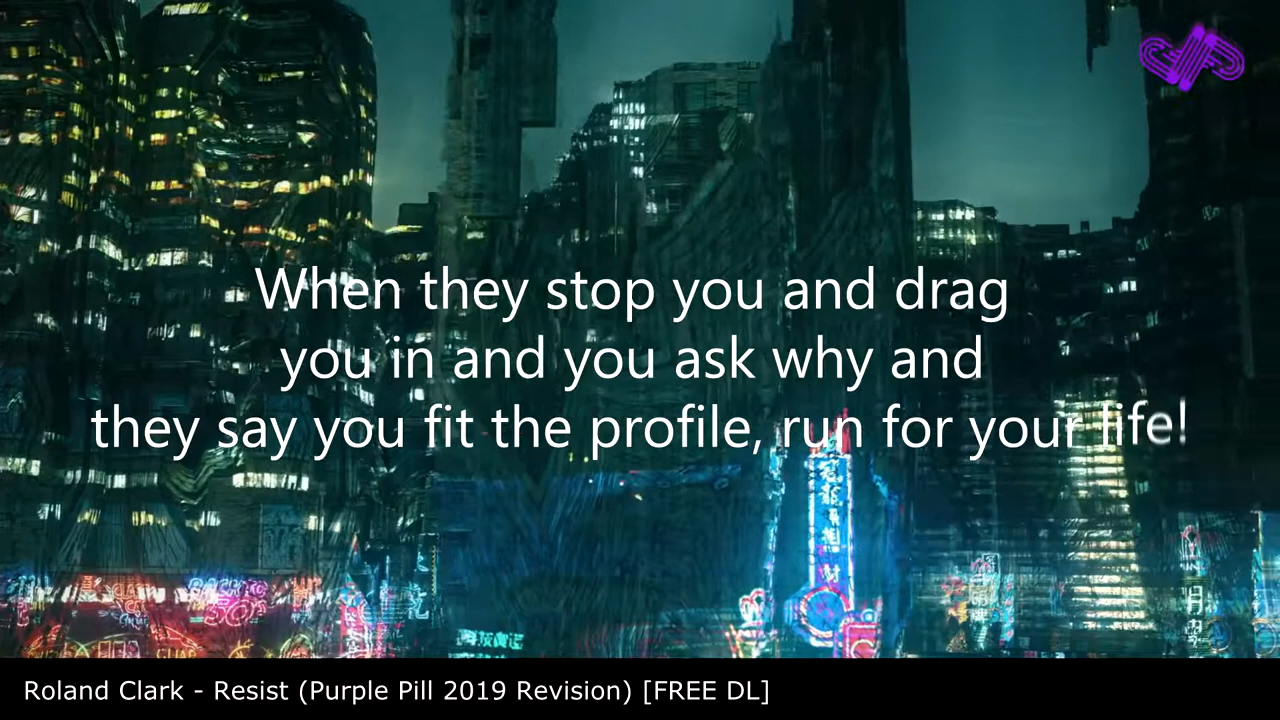 When they stop you and drag
you in and you ask why and
they say you fit the profile, run for your life!
Roland Clark - Resist (Purple Pill 2019 Revision) [FREE DL]